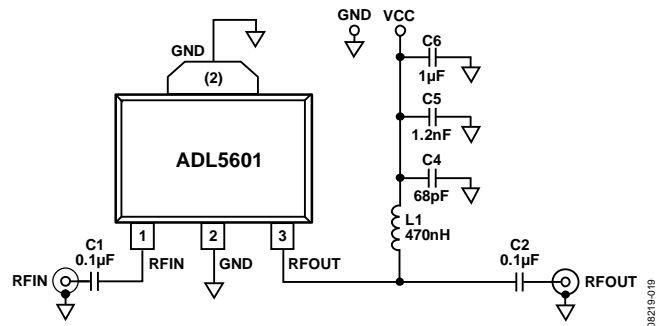 GND VCC
GND
(2)
C6
1µF
C5
1.2nF
ADL5601
C4
68pF
1 2 3
L1
470nH
C1
0.1µF
RFIN
GND
RFOUT
C2
0.1µF
RFIN
RFOUT
08219-019